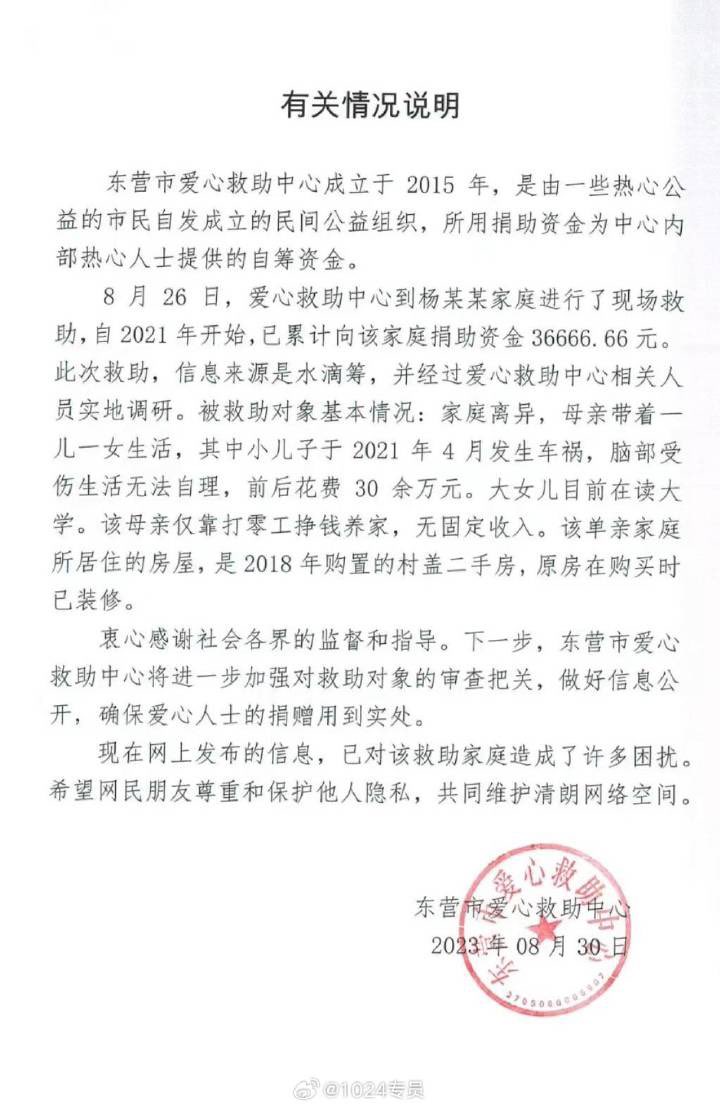 有关情况说明
东营市爱心救助中心成立于 2015 年，是由一些热心公
益的市民自发成立的民间公益组织，所用捐助资金为中心内
部热心人士提供的自筹资金。
8 月 26 日，爱心救助中心到杨某某家庭进行了现场救
助，自 2021 年开始，已累计向该家庭捐助资金 36666.66 元。
此次救助，信息来源是水滴筹，并经过爱心救助中心相关人
员实地调研。被救助对象基本情况：家庭离异，母亲带着一
儿一女生活，其中小儿子于 2021 年 4 月发生车祸，脑部受
伤生活无法自理，前后花费 30 余万元。大女儿目前在读大
学。该母亲仅靠打零工挣钱养家，无固定收入。该单亲家庭
所居住的房屋，是 2018 年购置的村盖二手房，原房在购买时
已装修。
衷心感谢社会各界的监督和指导。下一步，东营市爱心
救助中心将进一步加强对救助对象的审查把关，做好信息公
开，确保爱心人士的捐赠用到实处。
现在网上发布的信息，已对该救助家庭造成了许多困扰。
希望网民朋友尊重和保护他人隐私，共同维护清朗网络空间。
东营市爱心救助中心
2023 年 08 月 30 日
东营市爱心救助中心
@1024专员